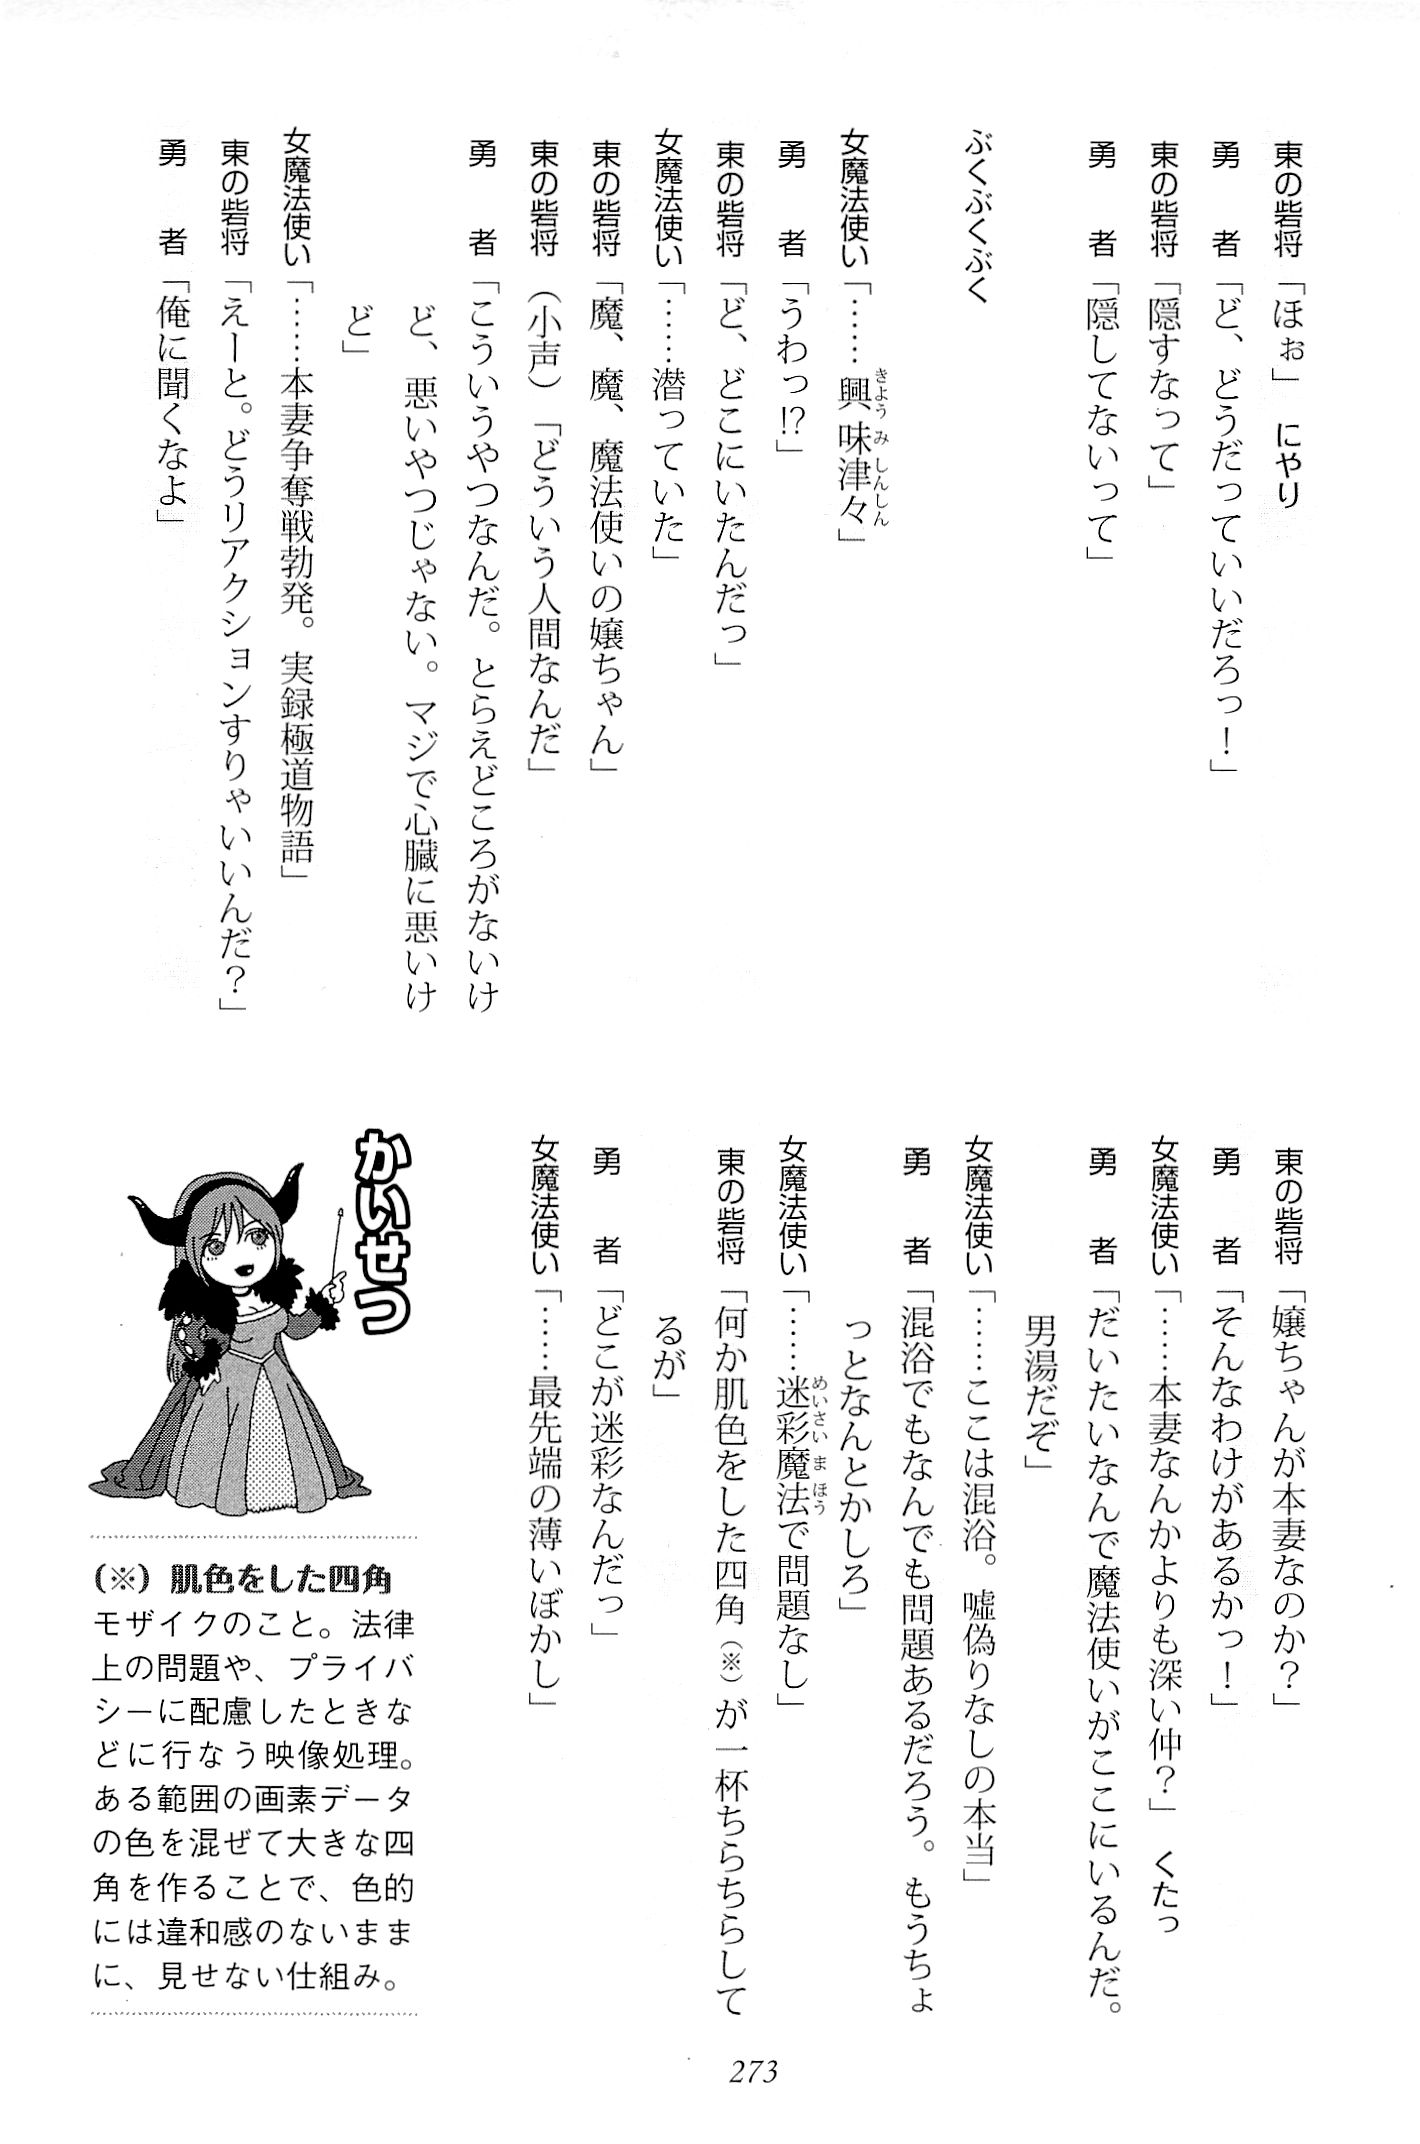 東の砦将「ほぉ」 にやり
勇　者「ど、どうだっていいだろっ！」
東の砦将「隠すなって」
勇　者「隠してないって」
ぶくぶくぶく
女魔法使い「……興味津々」
きょう み しんしん
勇　者「うわっ!?」
東の砦将「ど、どこにいたんだっ」
女魔法使い「……潜っていた」
東の砦将「魔、魔、魔法使いの嬢ちゃん」
東の砦将（小声）「どういう人間なんだ」
勇　者「こういうやつなんだ。とらえどころがないけ
ど、悪いやつじゃない。マジで心臓に悪いけ
ど」
女魔法使い「……本妻争奪戦勃発。実録極道物語」
東の砦将「えーと。どうリアクションすりゃいいんだ？」
勇　者「俺に聞くなよ」
東の砦将「嬢ちゃんが本妻なのか？」
勇　者「そんなわけがあるかっ！」
女魔法使い「……本妻なんかよりも深い仲？」 くたっ
勇　者「だいたいなんで魔法使いがここにいるんだ。
男湯だぞ」
女魔法使い「……ここは混浴。嘘偽りなしの本当」
勇　者「混浴でもなんでも問題あるだろう。もうちょ
っとなんとかしろ」
女魔法使い「……迷彩魔法で問題なし」
めいさい ま ほう
東の砦将「何か肌色をした四角（※）が一杯ちらちらして
るが」
勇　者「どこが迷彩なんだっ」
女魔法使い「……最先端の薄いぼかし」
かいせつ
（※）肌色をした四角
モザイクのこと。法律
上の問題や、プライバ
シーに配慮したときな
どに行なう映像処理。
ある範囲の画素データ
の色を混ぜて大きな四
角を作ることで、色的
には違和感のないまま
に、見せない仕組み。
273